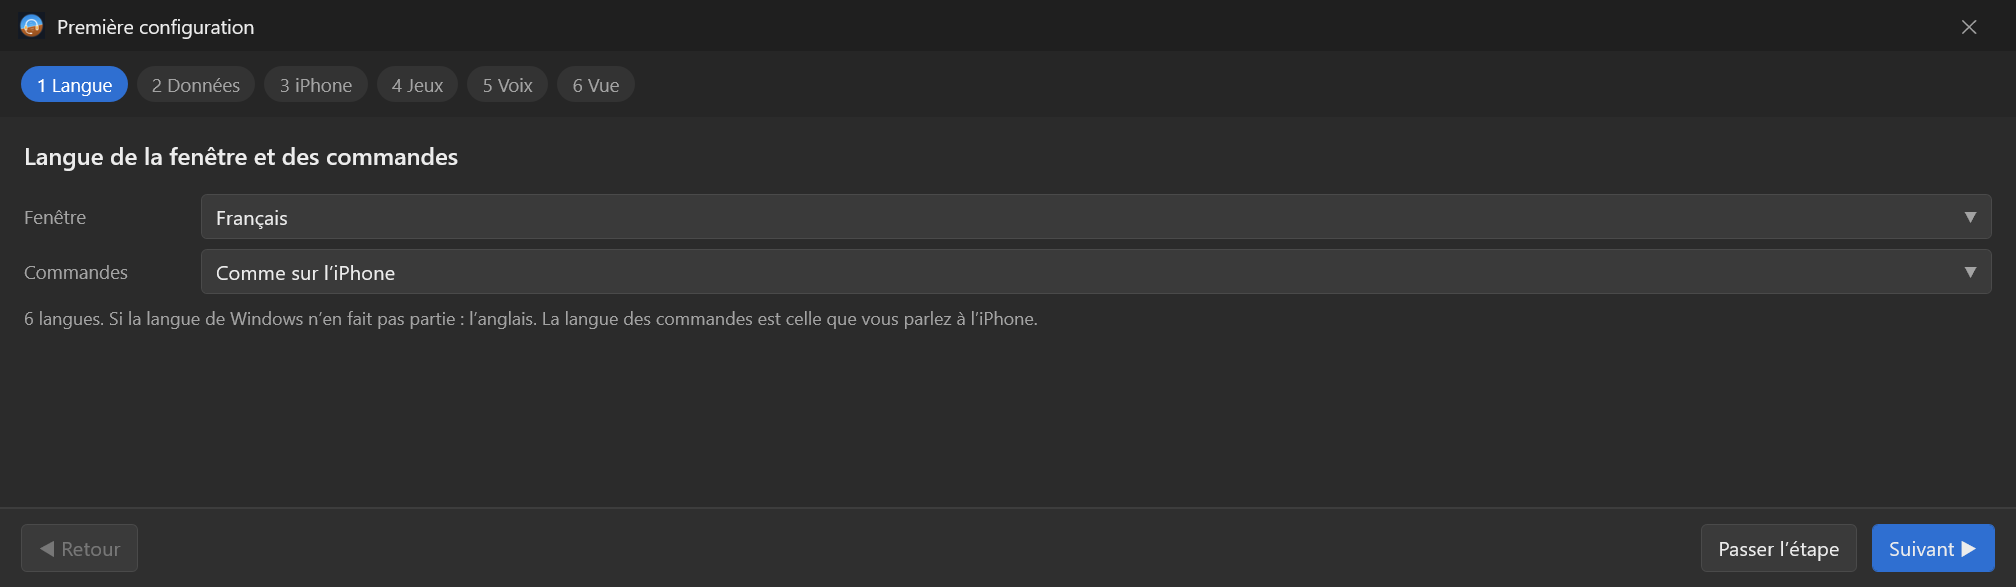 Première configuration
1 Langue 2 Données 3 iPhone 4 Jeux 5 Voix 6 Vue
Langue de la fenêtre et des commandes
Fenêtre Français ▼
Commandes Comme sur l’iPhone ▼
6 langues. Si la langue de Windows n’en fait pas partie : l’anglais. La langue des commandes est celle que vous parlez à l’iPhone.
◀ Retour Passer l’étape Suivant ▶